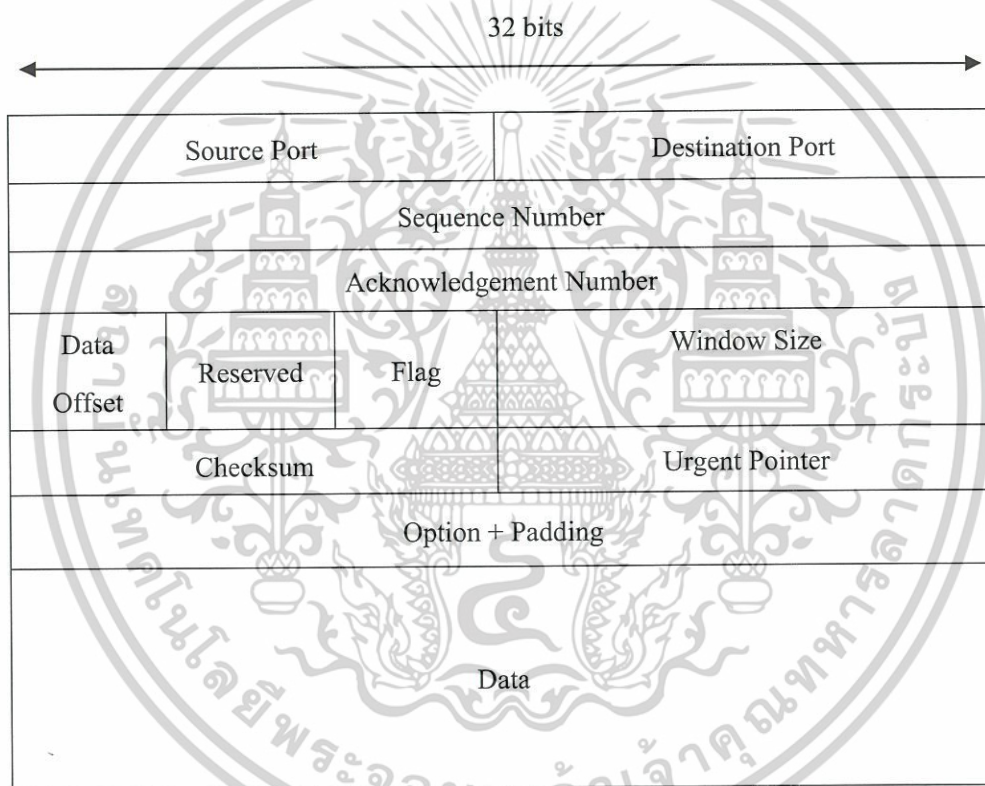 32 bits
Source Port
Destination Port
Sequence Number
Acknowledgement Number
Data
Offset
Reserved
Flag
Window Size
Checksum
Urgent Pointer
Option + Padding
Data